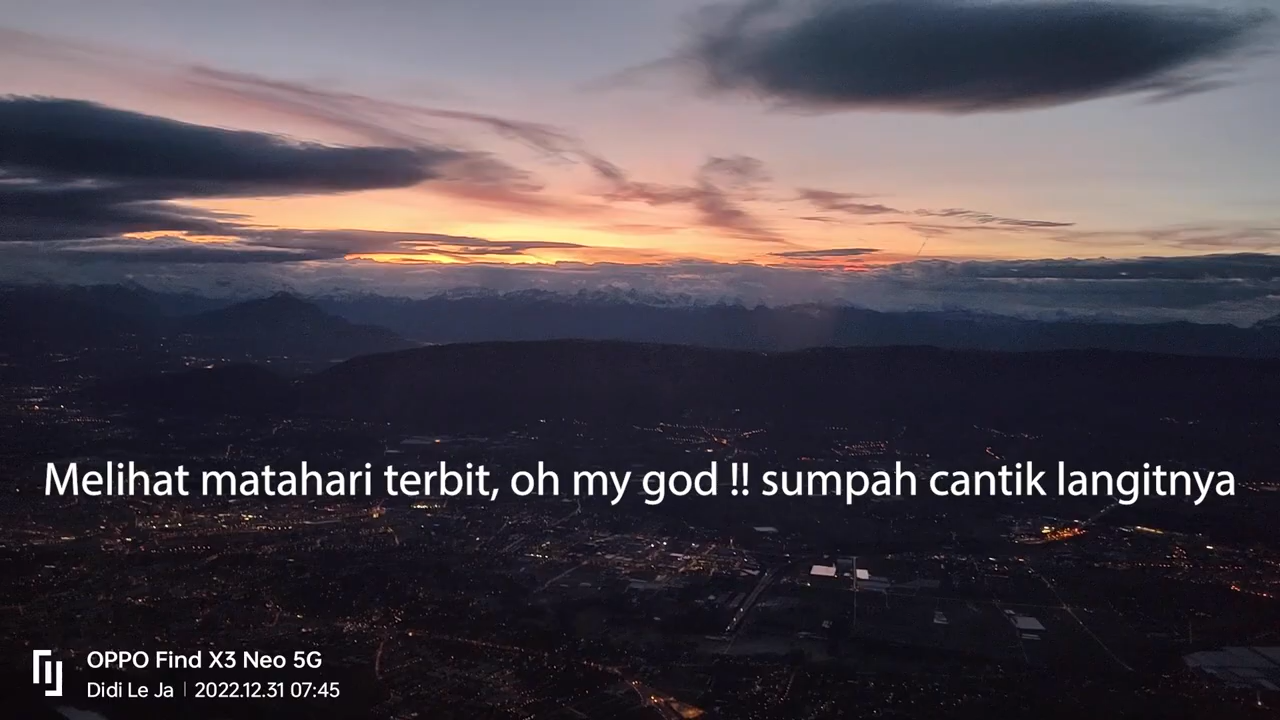 Melihat matahari terbit, oh my god !! sumpah cantik langitnya
OPPO Find X3 Neo 5G
Didi Le Ja | 2022.12.31 07:45